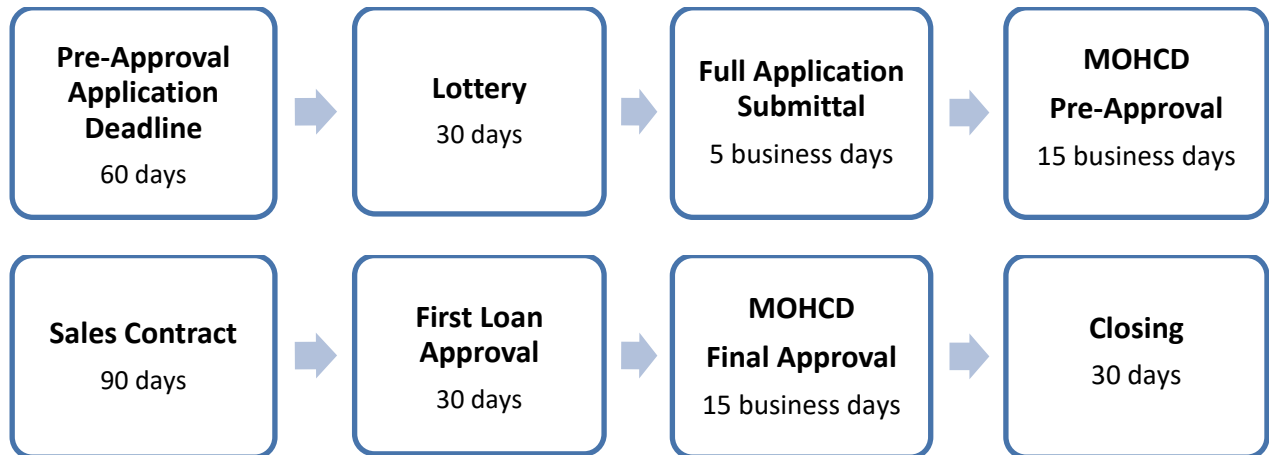 Pre-Approval
Application
Deadline
60 days
Lottery
30 days
Full Application
Submittal
5 business days
MOHCD
Pre-Approval
15 business days
Sales Contract
90 days
First Loan
Approval
30 days
MOHCD
Final Approval
15 business days
Closing
30 days